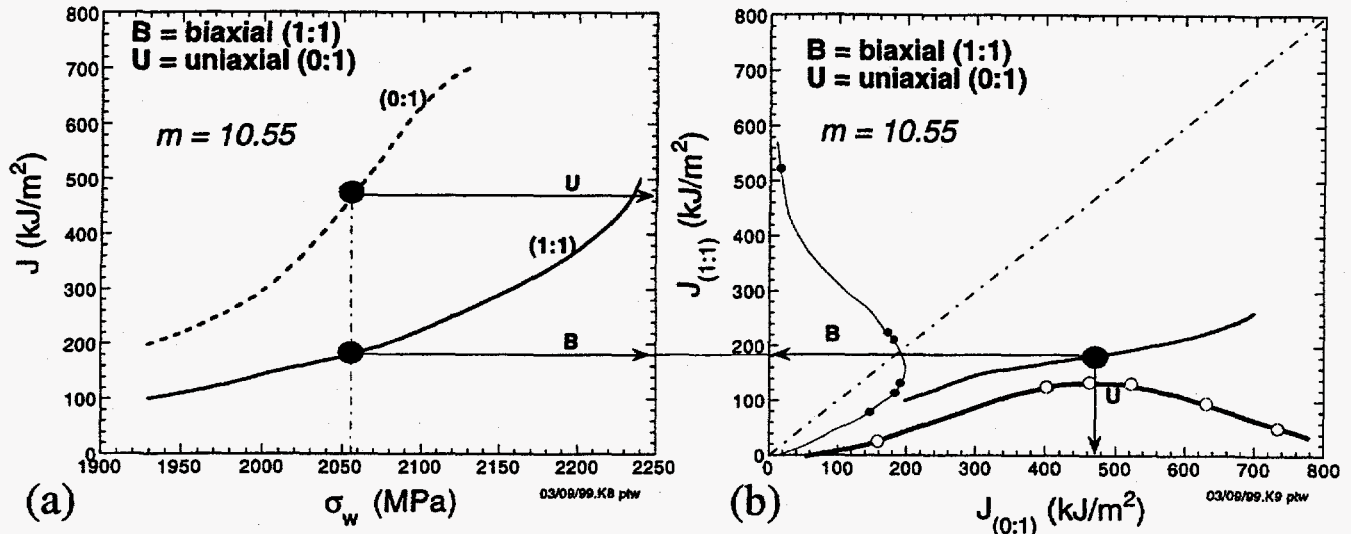 B = biaxial (1:1)
U = uniaxial (0:1)
(0:1)
m = 10.55
U
(1:1)
B
J (kJ/m²)
800
700
600
500
400
300
200
100
0
1900
1950
2000
2050
2100
2150
2200
2250
σw (MPa)
03/09/99.K8 ptw
(a)
B = biaxial (1:1)
U = uniaxial (0:1)
m = 10.55
B
U
J(1:1) (kJ/m²)
800
700
600
500
400
300
200
100
0
0
100
200
300
400
500
600
700
800
J(0:1) (kJ/m²)
03/09/99.K9 ptw
(b)